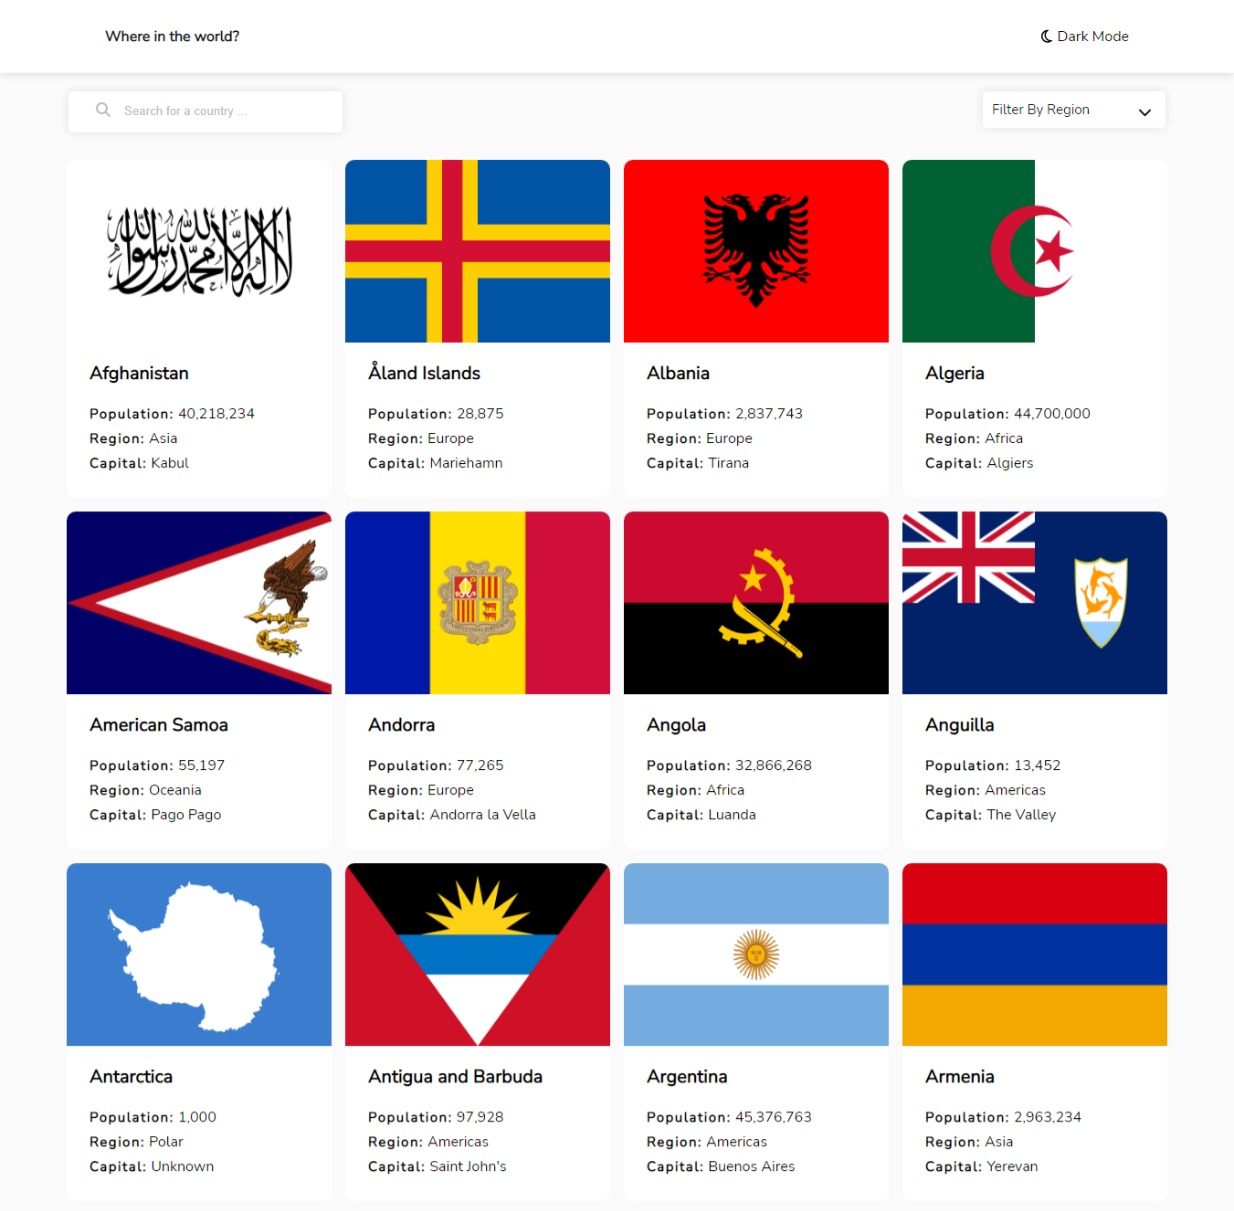 Where in the world?
Dark Mode
Search for a country ...
Filter By Region
لا إله إلا الله محمد رسول الله
Afghanistan
Population: 40,218,234
Region: Asia
Capital: Kabul
Åland Islands
Population: 28,875
Region: Europe
Capital: Mariehamn
Albania
Population: 2,837,743
Region: Europe
Capital: Tirana
Algeria
Population: 44,700,000
Region: Africa
Capital: Algiers
American Samoa
Population: 55,197
Region: Oceania
Capital: Pago Pago
Andorra
Population: 77,265
Region: Europe
Capital: Andorra la Vella
Angola
Population: 32,866,268
Region: Africa
Capital: Luanda
Anguilla
Population: 13,452
Region: Americas
Capital: The Valley
Antarctica
Population: 1,000
Region: Polar
Capital: Unknown
Antigua and Barbuda
Population: 97,928
Region: Americas
Capital: Saint John's
Argentina
Population: 45,376,763
Region: Americas
Capital: Buenos Aires
Armenia
Population: 2,963,234
Region: Asia
Capital: Yerevan